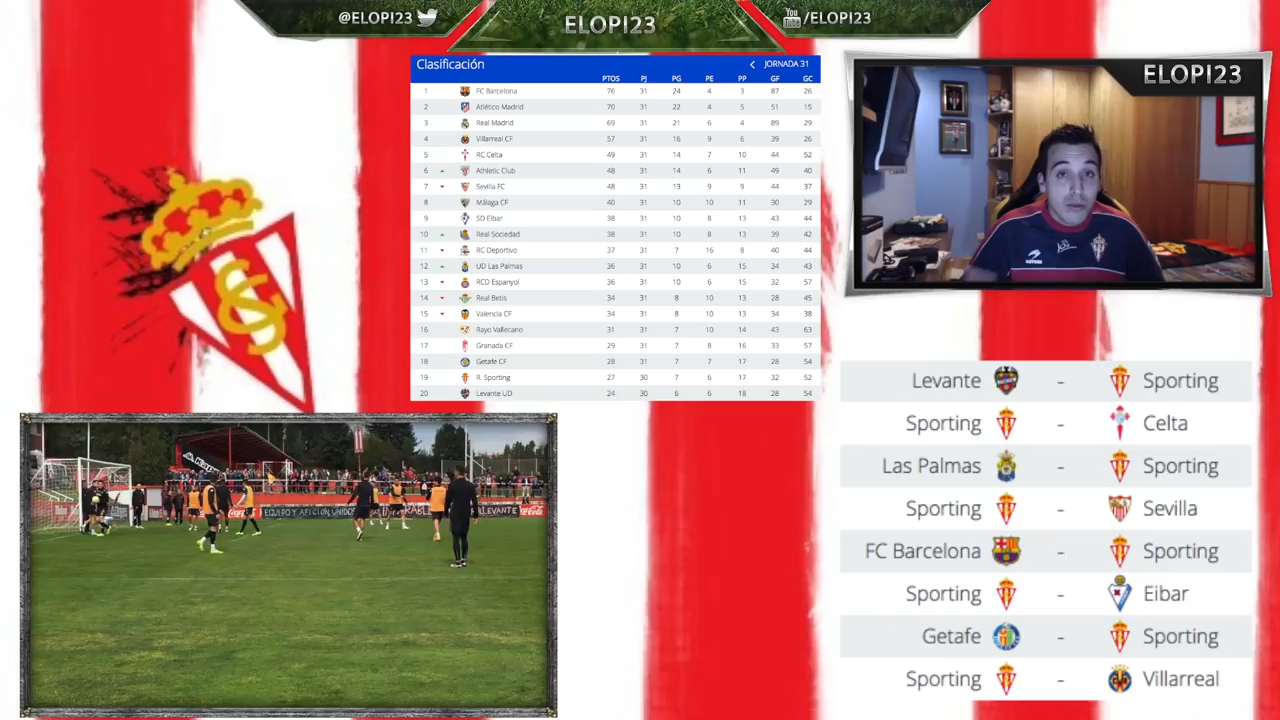 @ELOPI23
ELOPI23
You Tube /ELOPI23
Clasificación < JORNADA 31
PTOS PJ PG PE PP GF GC
1 FC Barcelona 76 31 24 4 3 87 26
2 Atlético Madrid 70 31 22 4 5 51 15
3 Real Madrid 69 31 21 6 4 89 29
4 Villarreal CF 57 31 16 9 6 39 26
5 RC Celta 49 31 14 7 10 44 52
6 Athletic Club 48 31 14 6 11 49 40
7 Sevilla FC 48 31 13 9 9 44 37
8 Málaga CF 40 31 10 10 11 30 29
9 SD Eibar 38 31 10 8 13 43 44
10 Real Sociedad 38 31 10 8 13 39 42
11 RC Deportivo 37 31 7 16 8 40 44
12 UD Las Palmas 36 31 10 6 15 34 43
13 RCD Espanyol 36 31 10 6 15 32 57
14 Real Betis 34 31 8 10 13 28 45
15 Valencia CF 34 31 8 10 13 34 38
16 Rayo Vallecano 31 31 7 10 14 43 63
17 Granada CF 29 31 7 8 16 33 57
18 Getafe CF 28 31 7 7 17 28 54
19 R. Sporting 27 30 7 6 17 32 52
20 Levante UD 24 30 6 6 18 28 54
ELOPI23
Levante - Sporting
Sporting - Celta
Las Palmas - Sporting
Sporting - Sevilla
FC Barcelona - Sporting
Sporting - Eibar
Getafe - Sporting
Sporting - Villarreal
Kappa
EQUIPO Y AFICION UNIDOS
LEVANTE
Coca-Cola